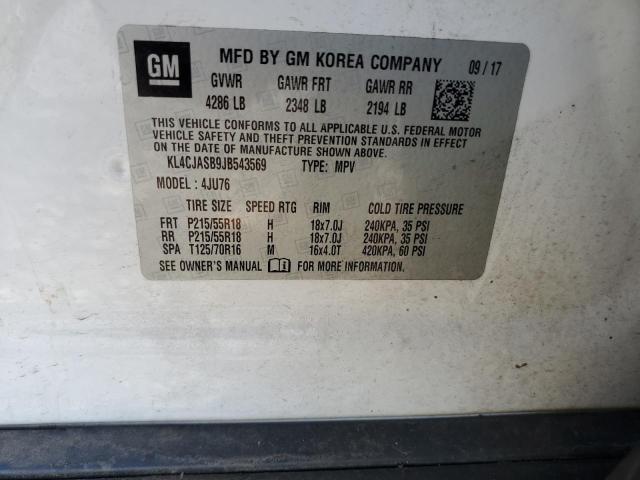 GM MFD BY GM KOREA COMPANY 09/17
GVWR GAWR FRT GAWR RR
4286 LB 2348 LB 2194 LB
THIS VEHICLE CONFORMS TO ALL APPLICABLE U.S. FEDERAL MOTOR
VEHICLE SAFETY AND THEFT PREVENTION STANDARDS IN EFFECT
ON THE DATE OF MANUFACTURE SHOWN ABOVE.
KL4CJASB9JB543569 TYPE: MPV
MODEL: 4JU76
TIRE SIZE SPEED RTG RIM COLD TIRE PRESSURE
FRT P215/55R18 H 18x7.0J 240KPA, 35 PSI
RR P215/55R18 H 18x7.0J 240KPA, 35 PSI
SPA T125/70R16 M 16x4.0T 420KPA, 60 PSI
SEE OWNER'S MANUAL FOR MORE INFORMATION.